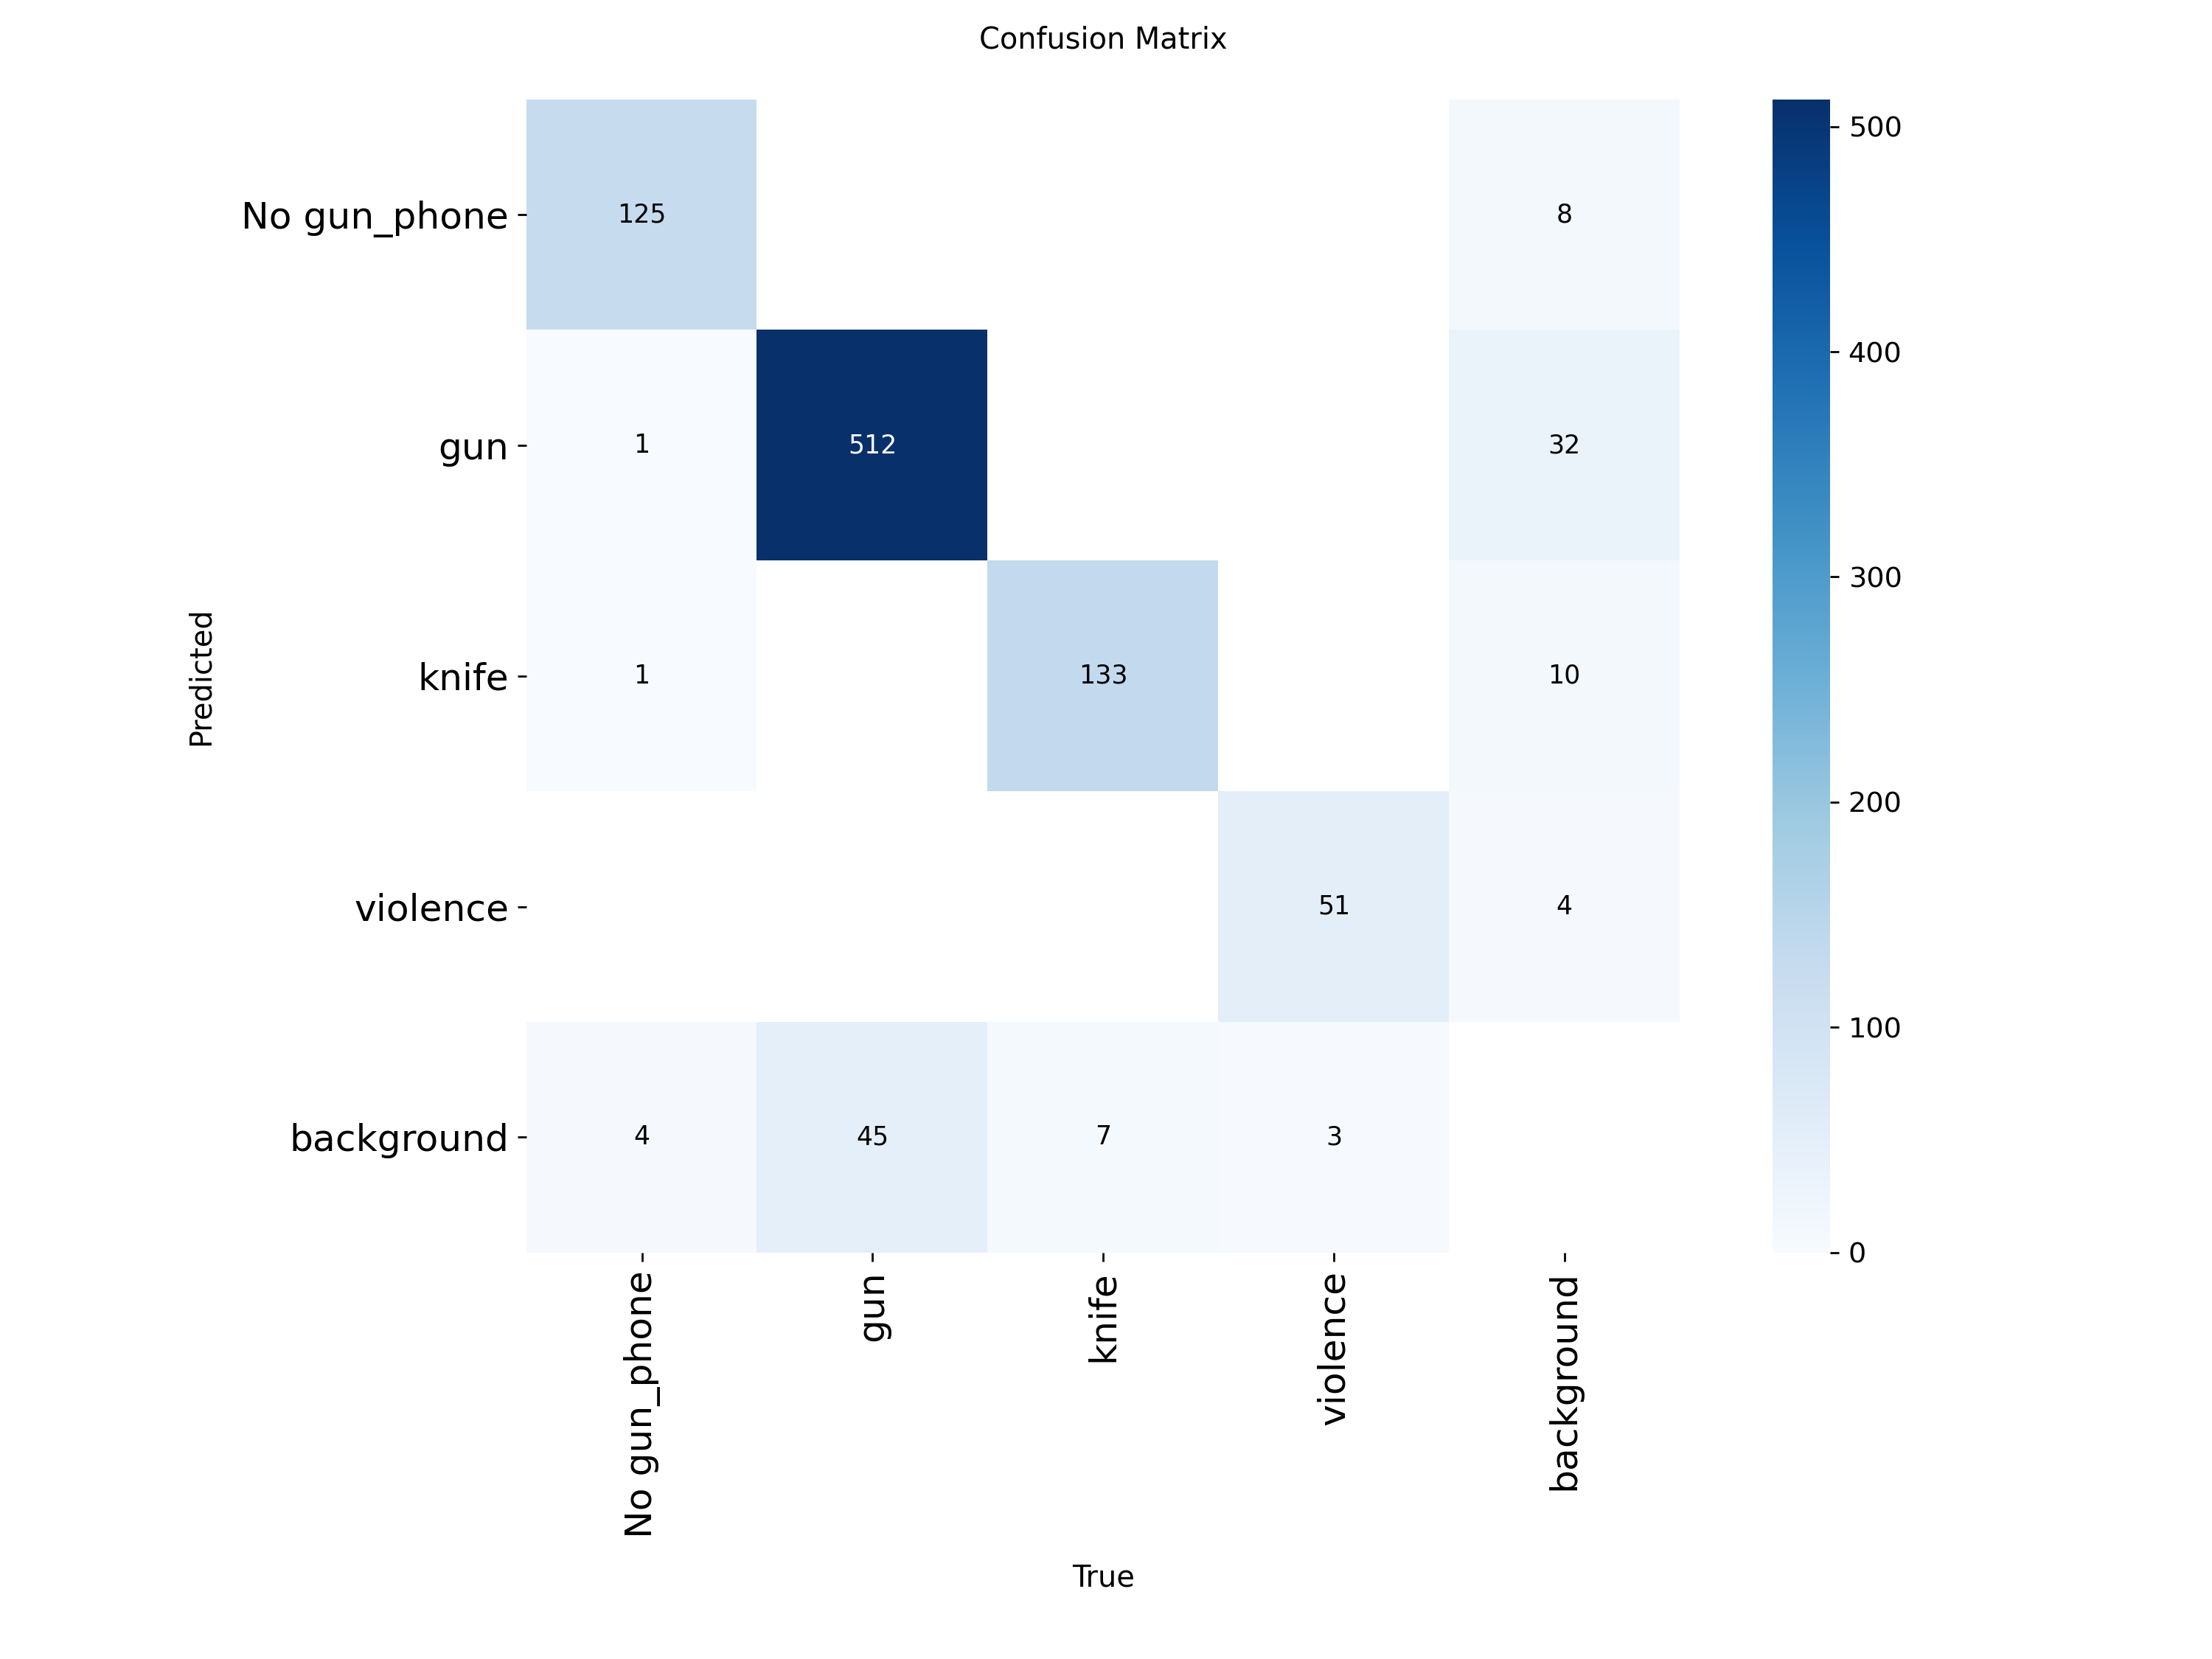 Confusion Matrix
No gun_phone 125 8
gun 1 512 32
knife 1 133 10
violence 51 4
background 4 45 7 3
Predicted
No gun_phone gun knife violence background
True
500
400
300
200
100
0